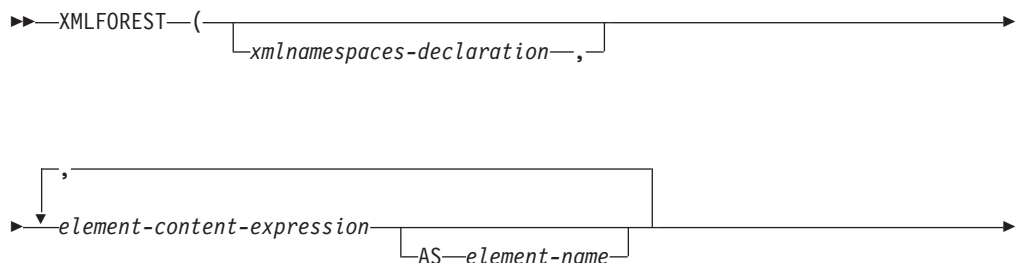 XMLFOREST (
xmlnamespaces-declaration ,
,
element-content-expression
AS element-name